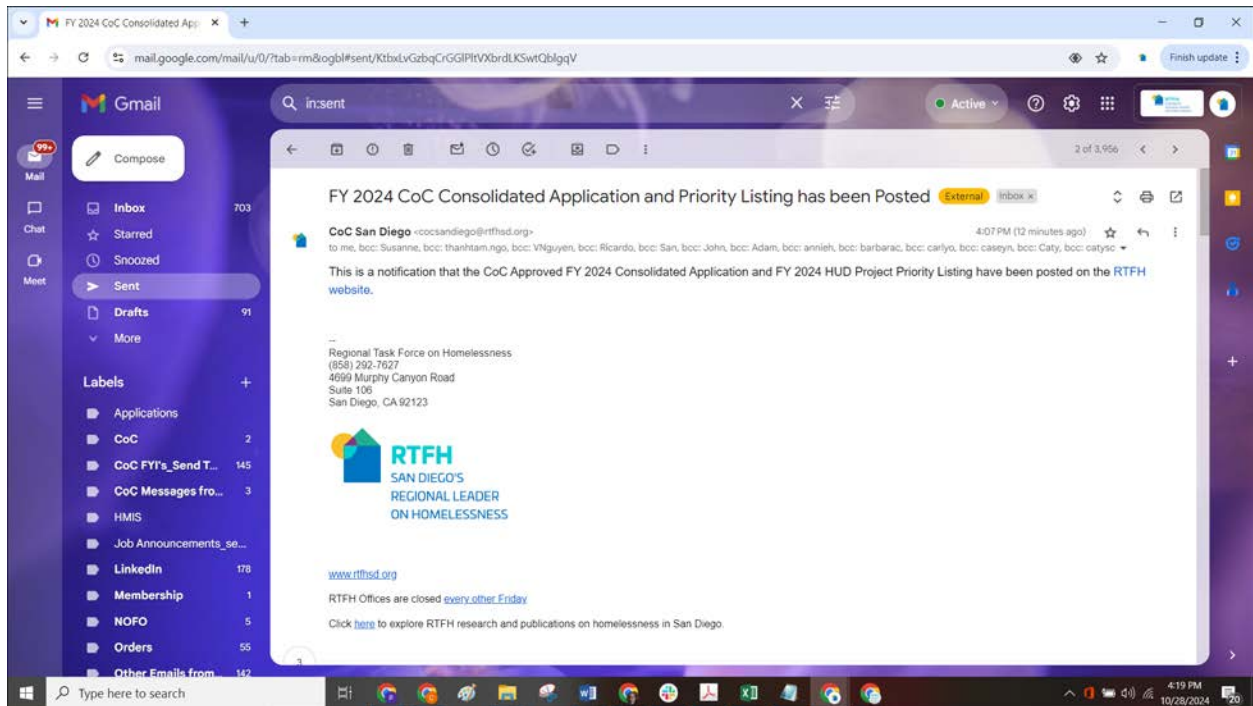 FY 2024 CoC Consolidated App
mail.google.com/mail/u/0/?tab=rm&ogbl#sent/KtbxLvGzbqCrGGlPltVXbrdLKSwtQblgqV
Finish update
Gmail
in:sent
Active
99+
Mail
Compose
2 of 3,956
Chat
Meet
Inbox 703
Starred
Snoozed
Sent
Drafts 91
More
Labels
Applications
CoC 2
CoC FYI's_Send T... 145
CoC Messages fro... 3
HMIS
Job Announcements_se...
LinkedIn 178
Membership 1
NOFO 5
Orders 55
Other Emails from 142
FY 2024 CoC Consolidated Application and Priority Listing has been Posted External Inbox x
CoC San Diego <cocsandiego@rtfhsd.org> 4:07 PM (12 minutes ago)
to me, bcc: Susanne, bcc: thanhtam.ngo, bcc: VNguyen, bcc: Ricardo, bcc: San, bcc: John, bcc: Adam, bcc: annieh, bcc: barbarac, bcc: carlyo, bcc: caseyn, bcc: Caty, bcc: catysc
This is a notification that the CoC Approved FY 2024 Consolidated Application and FY 2024 HUD Project Priority Listing have been posted on the RTFH
website.
--
Regional Task Force on Homelessness
(858) 292-7627
4699 Murphy Canyon Road
Suite 106
San Diego, CA 92123
RTFH
SAN DIEGO'S
REGIONAL LEADER
ON HOMELESSNESS
www.rtfhsd.org
RTFH Offices are closed every other Friday
Click here to explore RTFH research and publications on homelessness in San Diego.
3
Type here to search
4:19 PM
10/28/2024
20